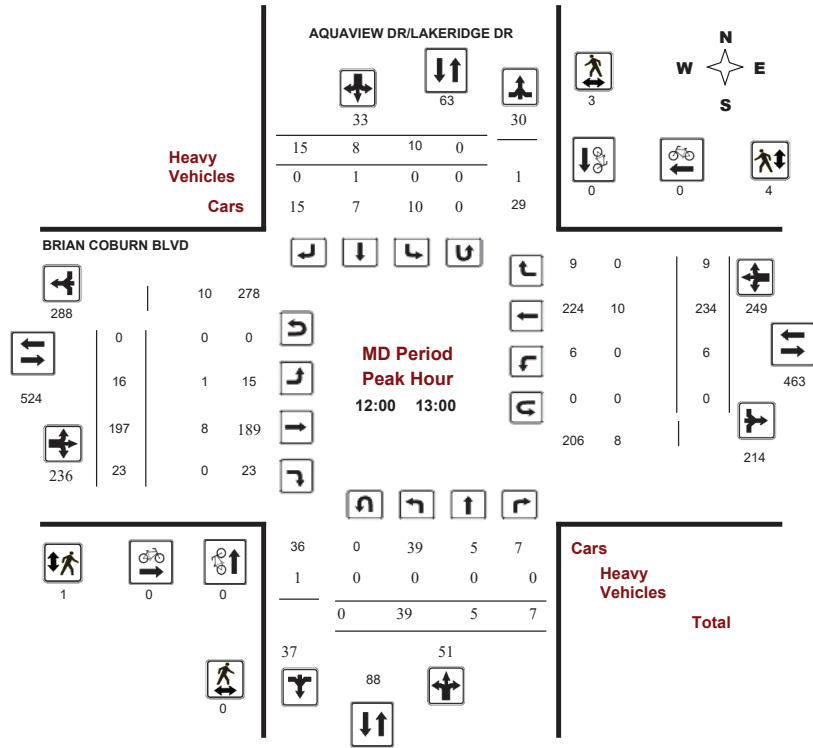 AQUAVIEW DR/LAKERIDGE DR
N
W E
S
63
3
33 30
15 8 10 0
Heavy
Vehicles 0 1 0 0 1
Cars 15 7 10 0 29
0 0 4
BRIAN COBURN BLVD
9 0 9
288 10 278 224 10 234 249
0 0 0
MD Period
6 0 6
16 1 15 Peak Hour
463
524 12:00 13:00 0 0 0
197 8 189
206 8
236 23 0 23 214
36 0 39 5 7 Cars
1 0 0 0 0 Heavy
Vehicles
1 0 0
0 39 5 7 Total
37 51
88
0